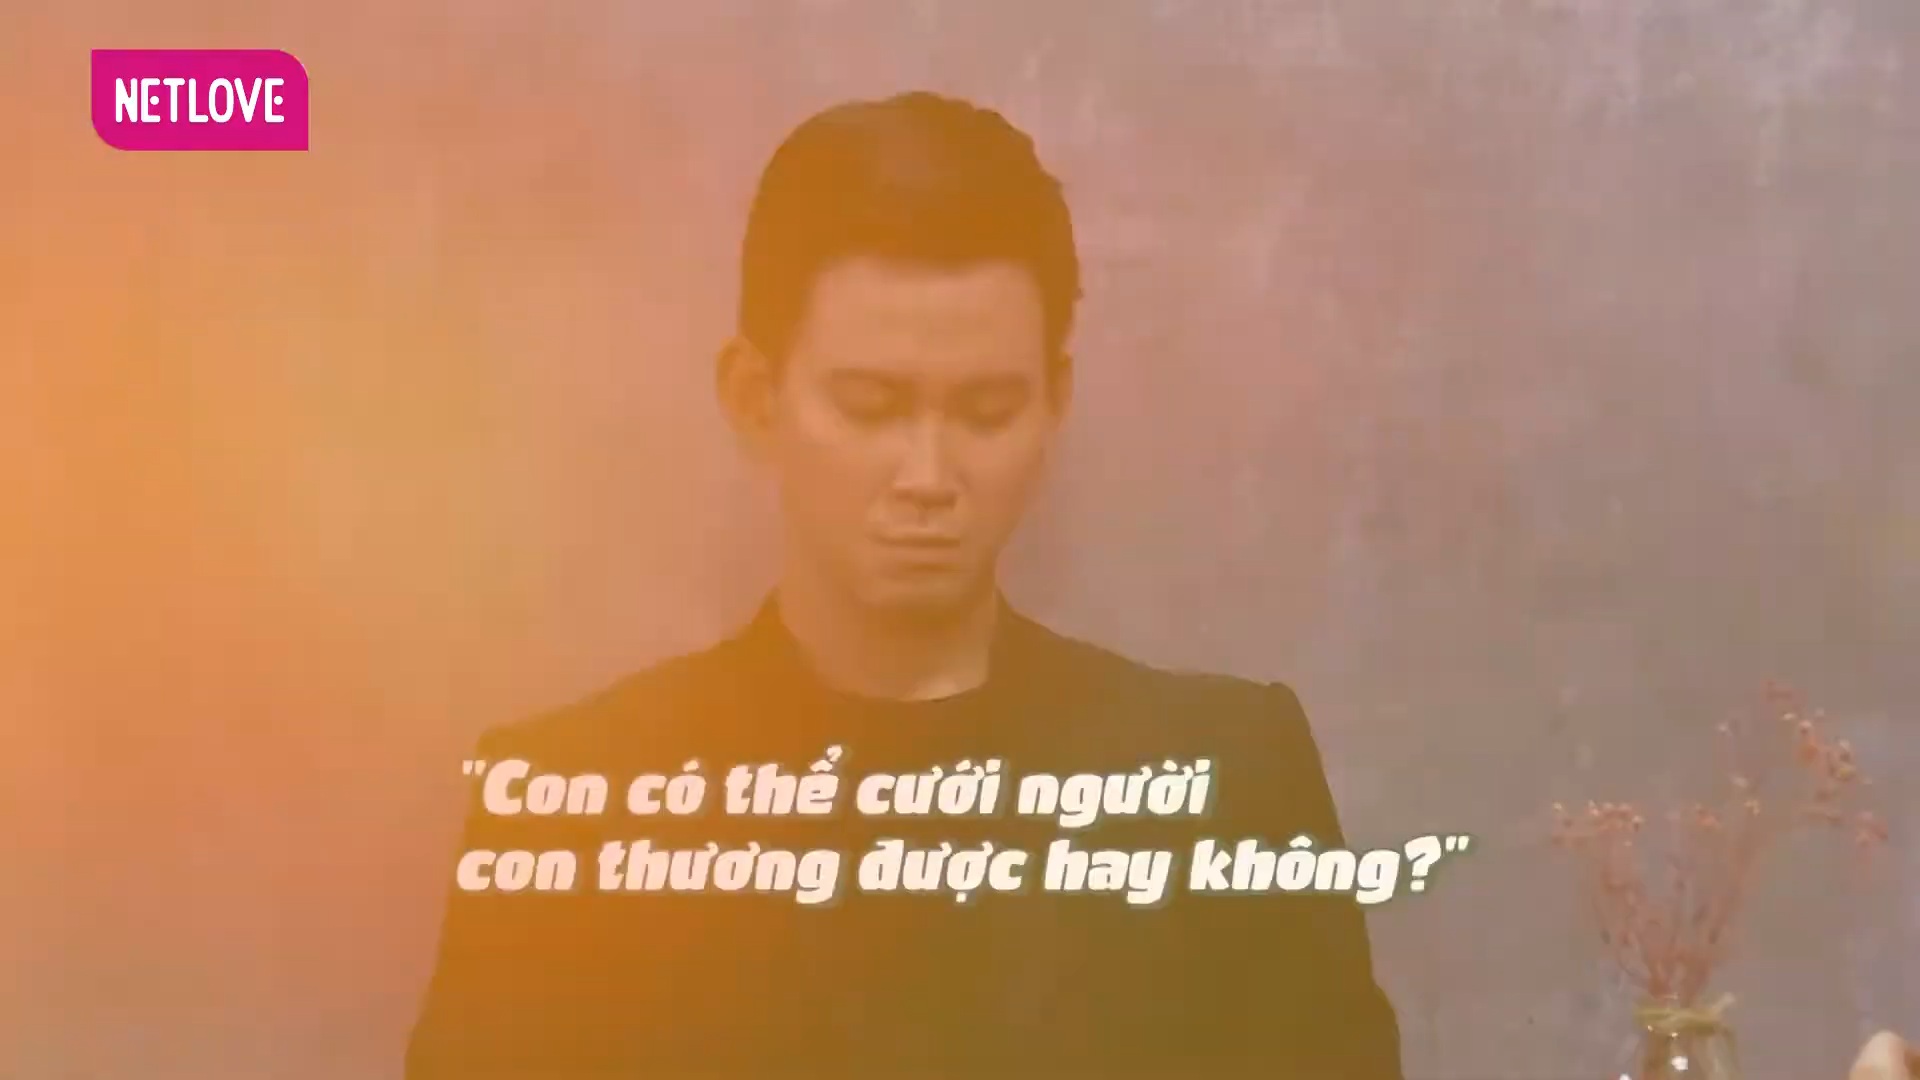 NETLOVE
"Con có thể cưới người
con thương được hay không?"